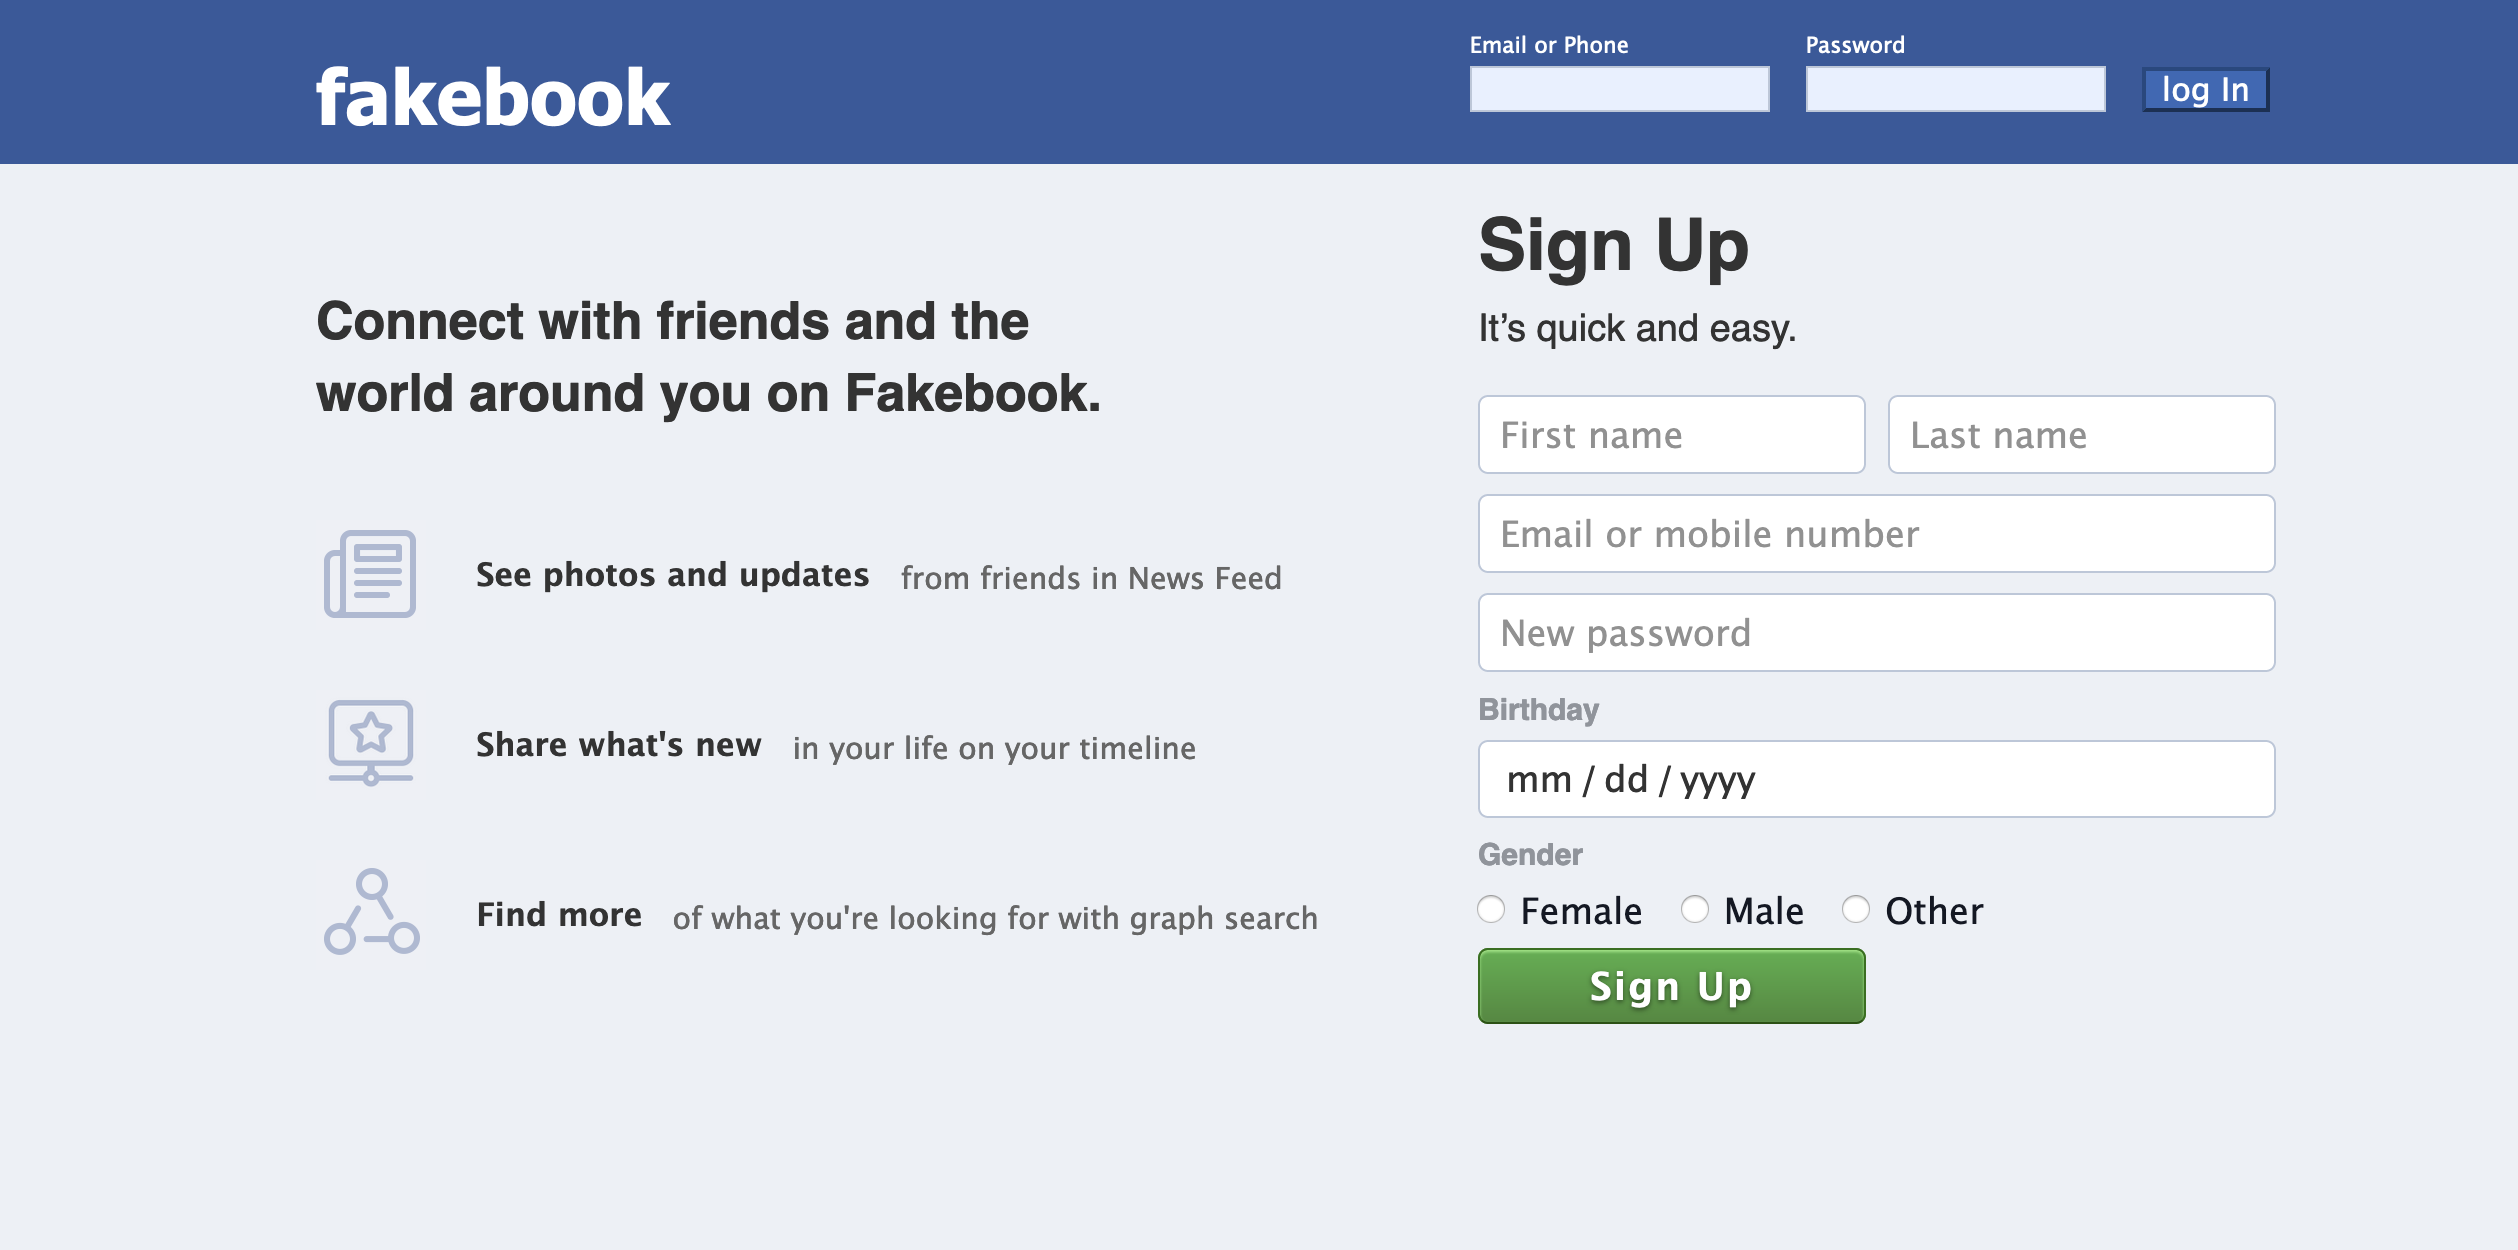 fakebook
Email or Phone
Password
log In
Connect with friends and the
world around you on Fakebook.
See photos and updates from friends in News Feed
Share what's new in your life on your timeline
Find more of what you're looking for with graph search
Sign Up
It’s quick and easy.
First name
Last name
Email or mobile number
New password
Birthday
mm / dd / yyyy
Gender
Female Male Other
Sign Up